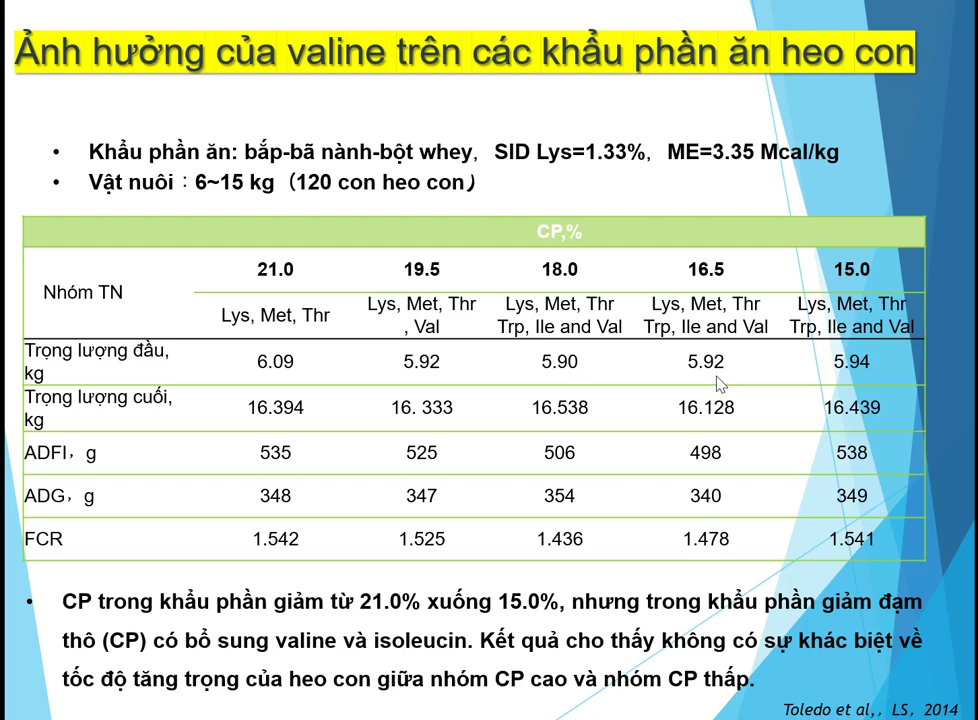 Ảnh hưởng của valine trên các khẩu phần ăn heo con
• Khẩu phần ăn: bắp-bã nành-bột whey, SID Lys=1.33%, ME=3.35 Mcal/kg
• Vật nuôi：6~15 kg（120 con heo con）
CP,%
Nhóm TN
21.0 19.5 18.0 16.5 15.0
Lys, Met, Thr
Lys, Met, Thr
, Val
Lys, Met, Thr
Trp, Ile and Val
Lys, Met, Thr
Trp, Ile and Val
Lys, Met, Thr
Trp, Ile and Val
Trọng lượng đầu,
kg
6.09 5.92 5.90 5.92 5.94
Trọng lượng cuối,
kg
16.394 16. 333 16.538 16.128 16.439
ADFI，g 535 525 506 498 538
ADG，g 348 347 354 340 349
FCR 1.542 1.525 1.436 1.478 1.541
• CP trong khẩu phần giảm từ 21.0% xuống 15.0%, nhưng trong khẩu phần giảm đạm
thô (CP) có bổ sung valine và isoleucin. Kết quả cho thấy không có sự khác biệt về
tốc độ tăng trọng của heo con giữa nhóm CP cao và nhóm CP thấp.
Toledo et al,，LS，2014